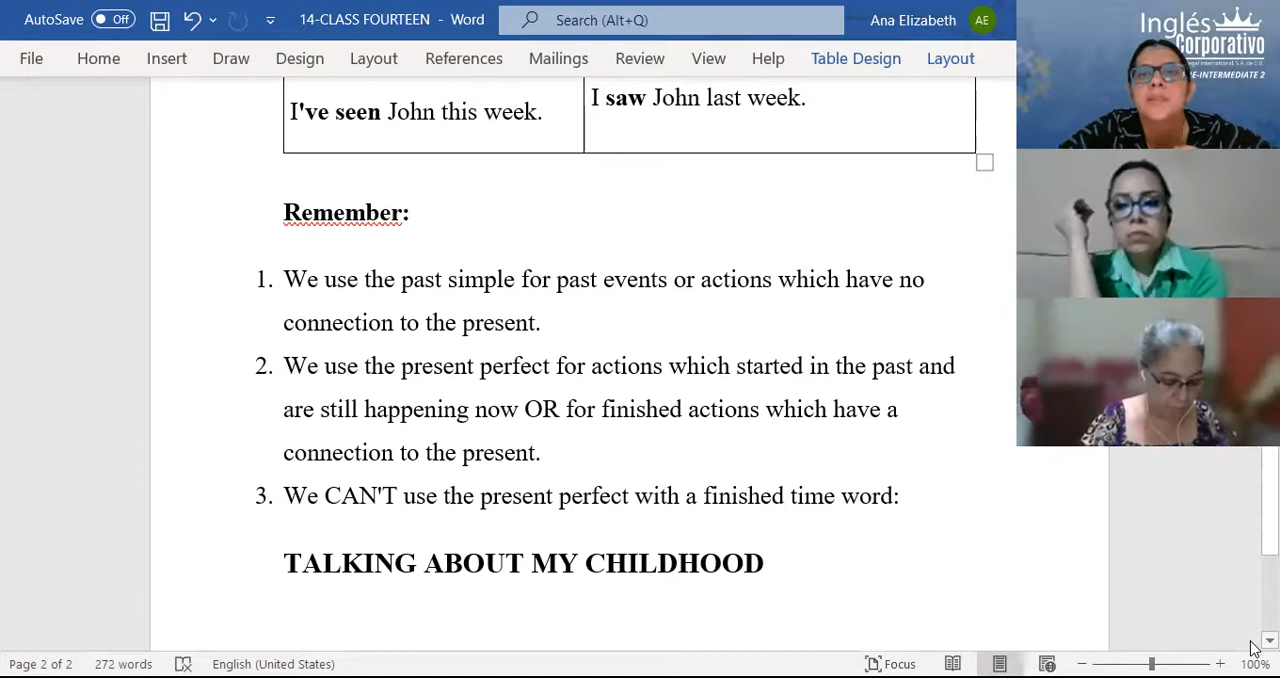 AutoSave Off 14-CLASS FOURTEEN - Word Search (Alt+Q) Ana Elizabeth AE
File Home Insert Draw Design Layout References Mailings Review View Help Table Design Layout
Inglés
Corporativo
E-INTERMEDIATE 2
I've seen John this week.
I saw John last week.
Remember:
1. We use the past simple for past events or actions which have no
connection to the present.
2. We use the present perfect for actions which started in the past and
are still happening now OR for finished actions which have a
connection to the present.
3. We CAN'T use the present perfect with a finished time word:
TALKING ABOUT MY CHILDHOOD
Page 2 of 2 272 words English (United States) Focus 100%